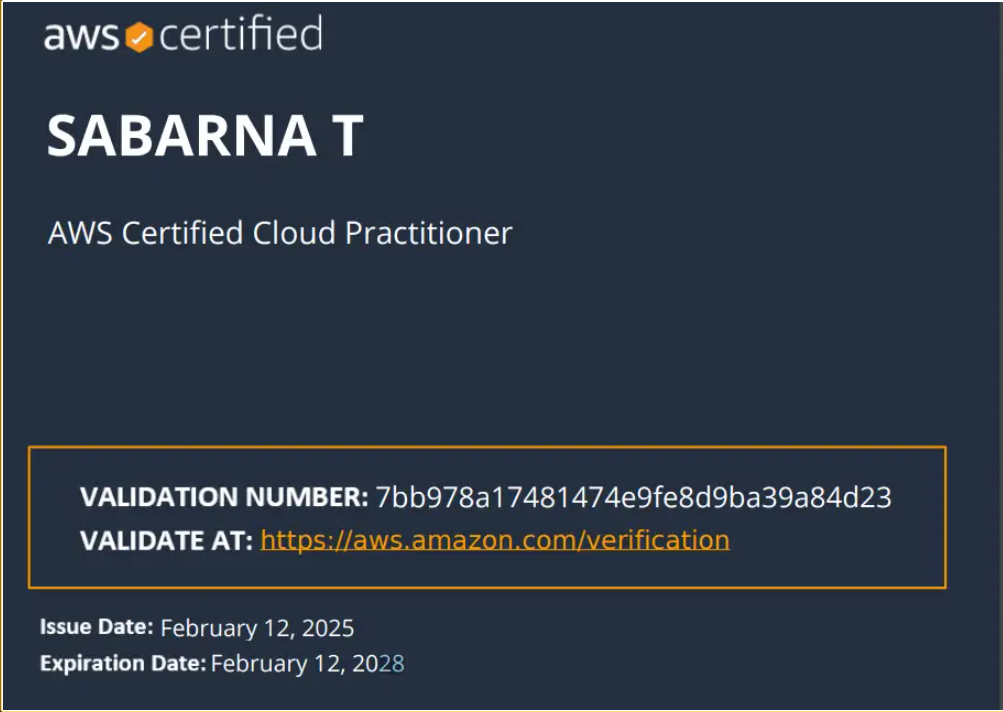 aws certified
SABARNA T
AWS Certified Cloud Practitioner
VALIDATION NUMBER: 7bb978a17481474e9fe8d9ba39a84d23
VALIDATE AT: https://aws.amazon.com/verification
Issue Date: February 12, 2025
Expiration Date: February 12, 2028